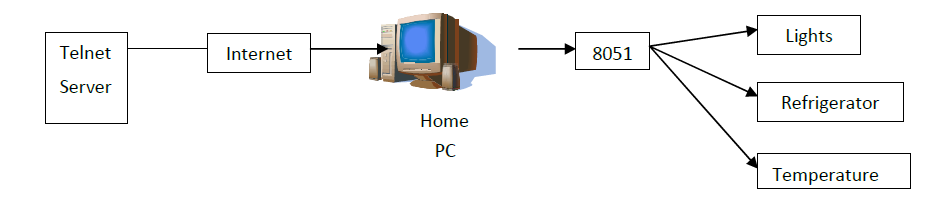 Telnet
Server
Internet
Home
PC
8051
Lights
Refrigerator
Temperature